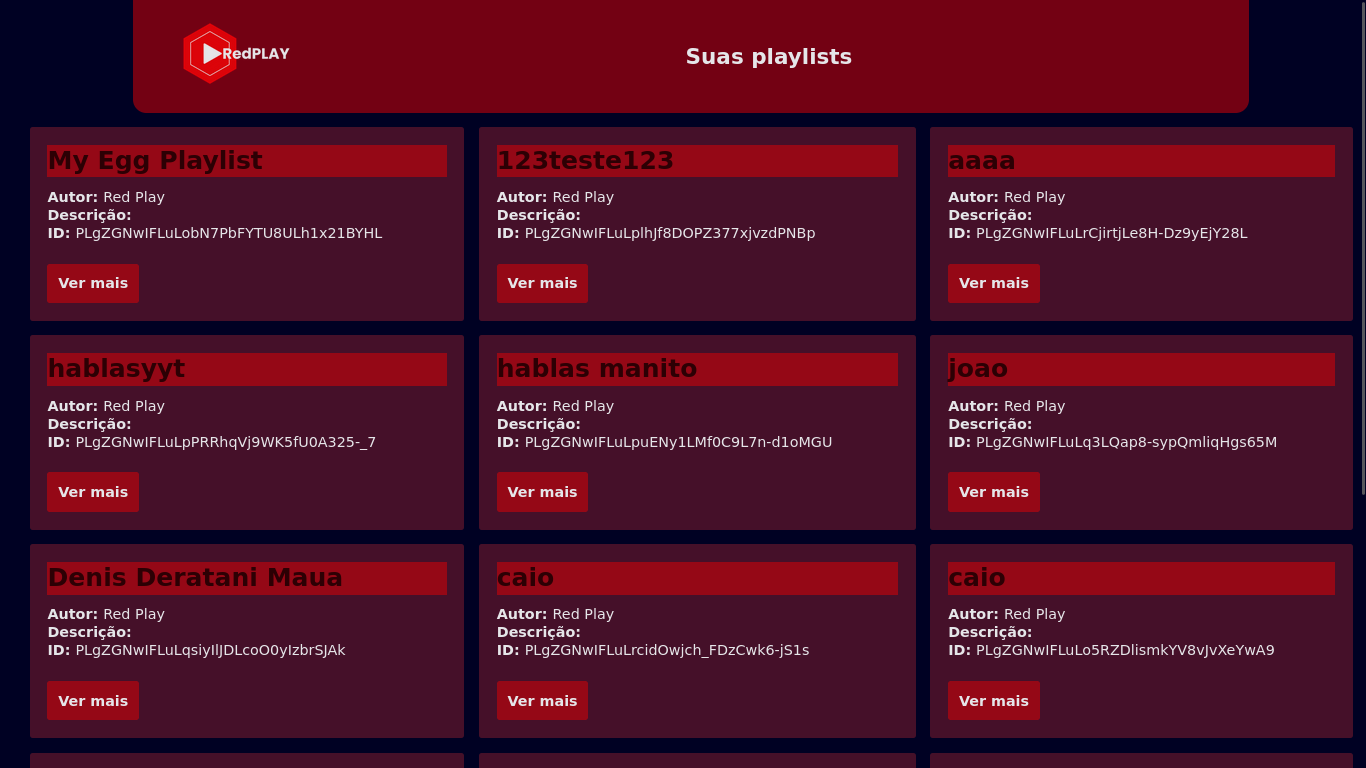 RedPLAY
Suas playlists
My Egg Playlist
Autor: Red Play
Descrição:
ID: PLgZGNwIFLuLobN7PbFYTU8ULh1x21BYHL
Ver mais
123teste123
Autor: Red Play
Descrição:
ID: PLgZGNwIFLuLplhJf8DOPZ377xjvzdPNBp
Ver mais
aaaa
Autor: Red Play
Descrição:
ID: PLgZGNwIFLuLrCjirtjLe8H-Dz9yEjY28L
Ver mais
hablasyyt
Autor: Red Play
Descrição:
ID: PLgZGNwIFLuLpPRRhqVj9WK5fU0A325-_7
Ver mais
hablas manito
Autor: Red Play
Descrição:
ID: PLgZGNwIFLuLpuENy1LMf0C9L7n-d1oMGU
Ver mais
joao
Autor: Red Play
Descrição:
ID: PLgZGNwIFLuLq3LQap8-sypQmliqHgs65M
Ver mais
Denis Deratani Maua
Autor: Red Play
Descrição:
ID: PLgZGNwIFLuLqsiyIlJDLcoO0yIzbrSJAk
Ver mais
caio
Autor: Red Play
Descrição:
ID: PLgZGNwIFLuLrcidOwjch_FDzCwk6-jS1s
Ver mais
caio
Autor: Red Play
Descrição:
ID: PLgZGNwIFLuLo5RZDlismkYV8vJvXeYwA9
Ver mais